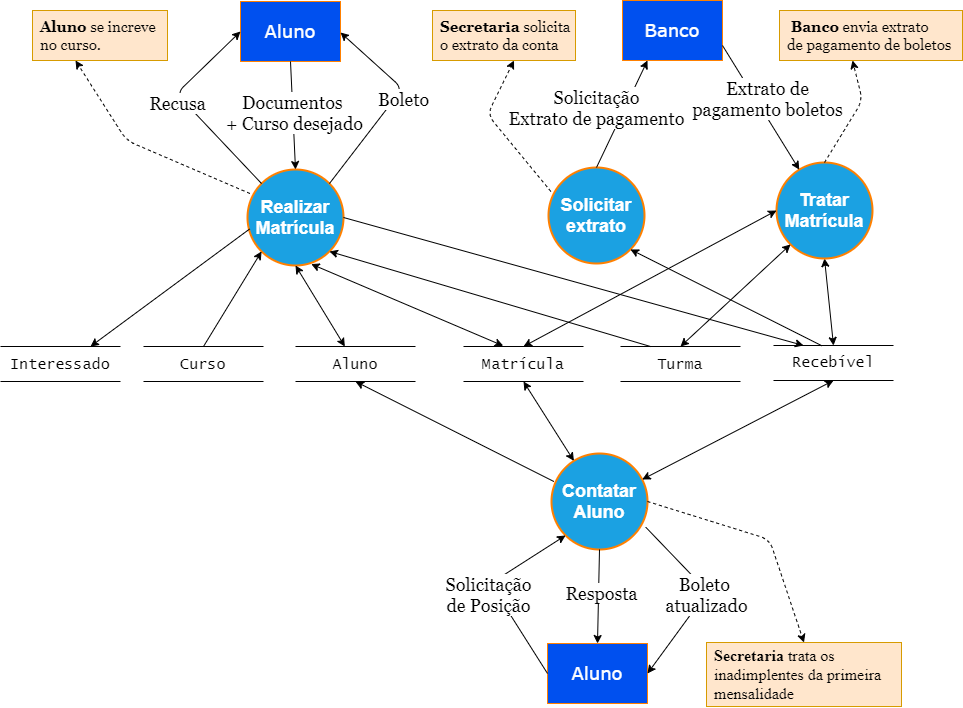 Aluno se increve
no curso.
Aluno
Secretaria solicita
o extrato da conta
Banco
Banco envia extrato
de pagamento de boletos
Recusa
Documentos
+ Curso desejado
Boleto
Solicitação
Extrato de pagamento
Extrato de
pagamento boletos
Realizar
Matrícula
Solicitar
extrato
Tratar
Matrícula
Interessado
Curso
Aluno
Matrícula
Turma
Recebível
Contatar
Aluno
Solicitação
de Posição
Resposta
Boleto
atualizado
Aluno
Secretaria trata os
inadimplentes da primeira
mensalidade